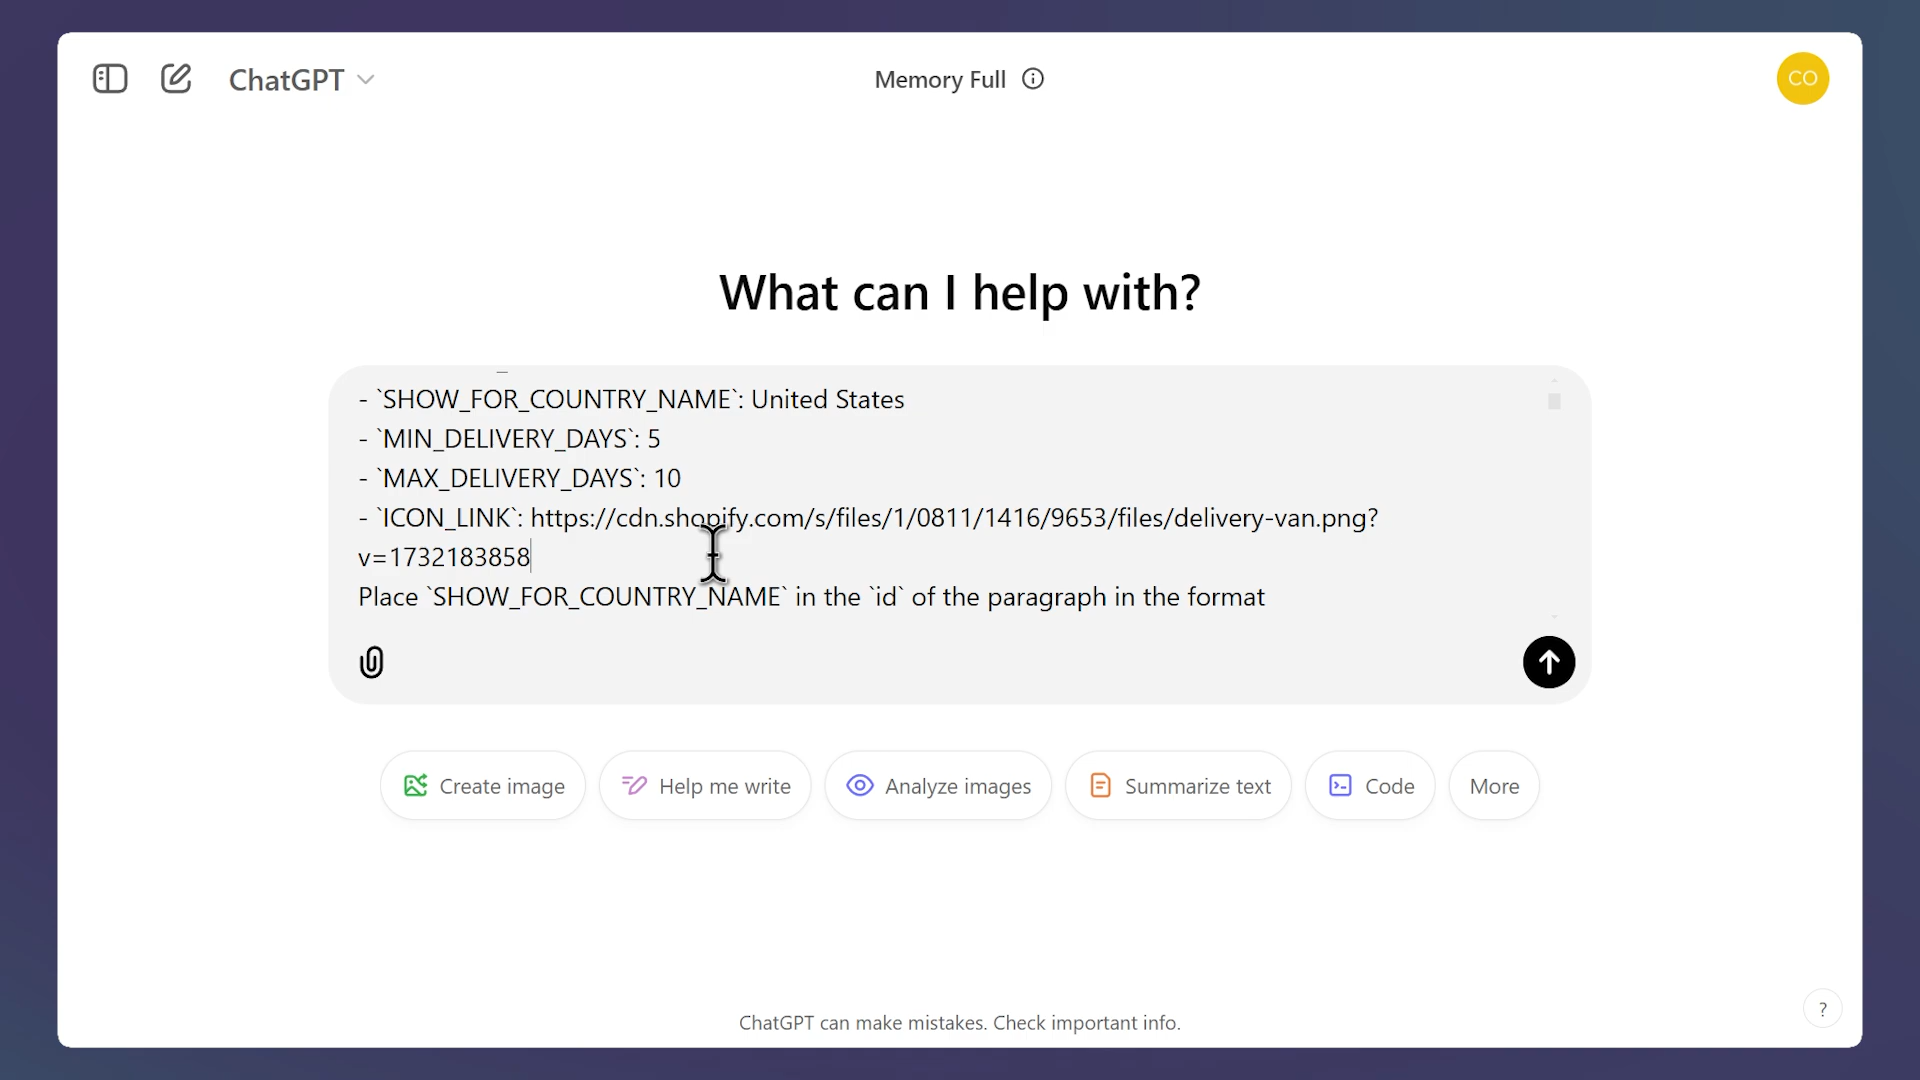 ChatGPT
Memory Full
CO
What can I help with?
- `SHOW_FOR_COUNTRY_NAME`: United States
- `MIN_DELIVERY_DAYS`: 5
- `MAX_DELIVERY_DAYS`: 10
- `ICON_LINK`: https://cdn.shopify.com/s/files/1/0811/1416/9653/files/delivery-van.png?
v=1732183858
Place `SHOW_FOR_COUNTRY_NAME` in the `id` of the paragraph in the format
Create image
Help me write
Analyze images
Summarize text
Code
More
ChatGPT can make mistakes. Check important info.
?